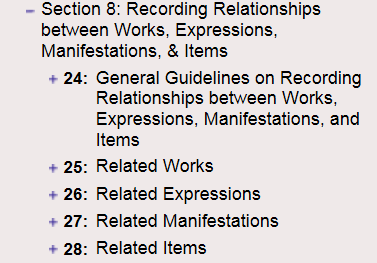 Section 8: Recording Relationships
between Works, Expressions,
Manifestations, & Items
24: General Guidelines on Recording
Relationships between Works,
Expressions, Manifestations, and
Items
25: Related Works
26: Related Expressions
27: Related Manifestations
28: Related Items